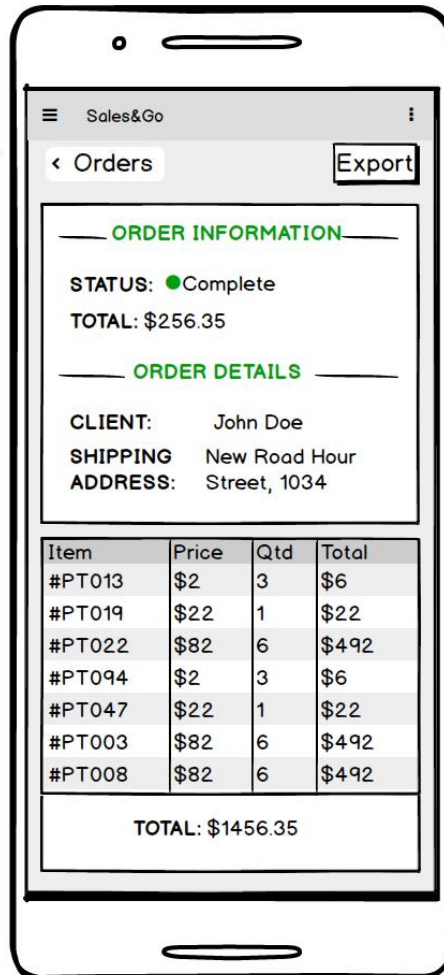 Sales&Go
< Orders Export
ORDER INFORMATION
STATUS: Complete
TOTAL: $256.35
ORDER DETAILS
CLIENT: John Doe
SHIPPING New Road Hour
ADDRESS: Street, 1034
Item Price Qtd Total
#PT013 $2 3 $6
#PT019 $22 1 $22
#PT022 $82 6 $492
#PT094 $2 3 $6
#PT047 $22 1 $22
#PT003 $82 6 $492
#PT008 $82 6 $492
TOTAL: $1456.35